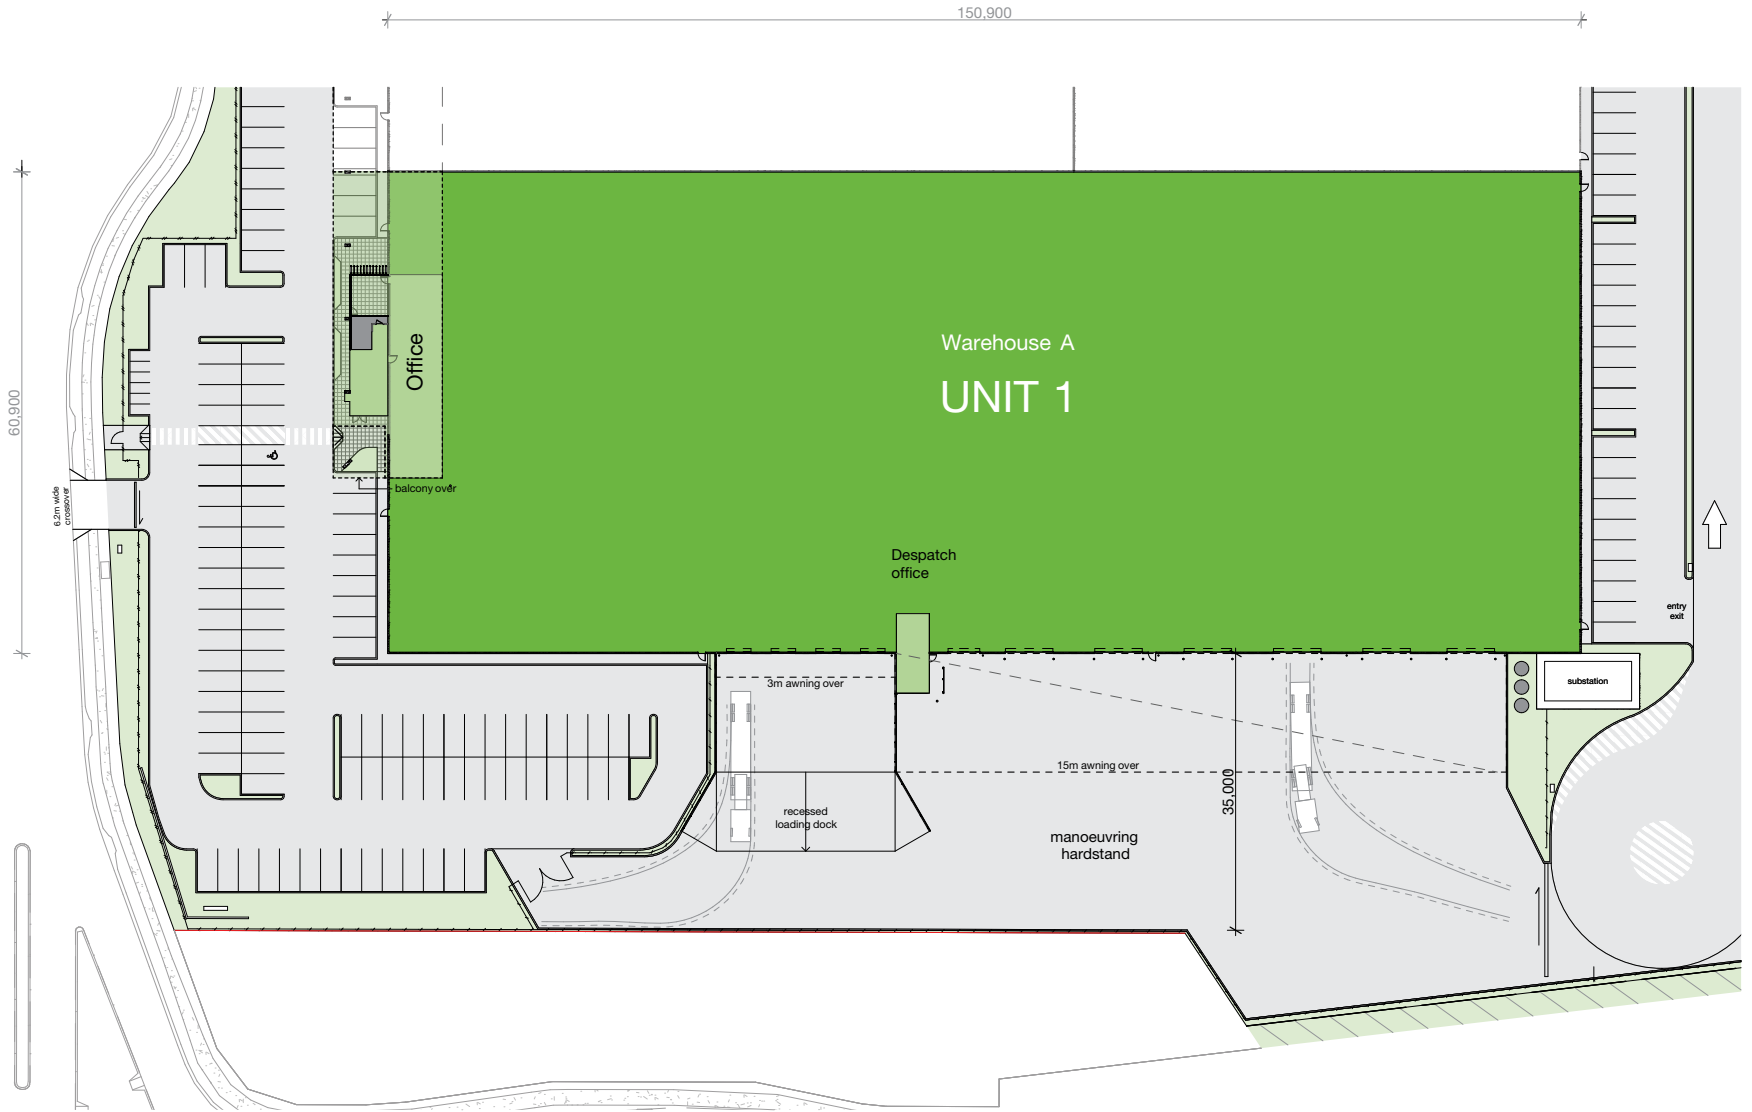 150,900
60,900
Warehouse A
UNIT 1
Office
balcony over
6.2m wide
crossover
Despatch
office
entry
exit
substation
3m awning over
15m awning over
35,000
recessed
loading dock
manoeuvring
hardstand